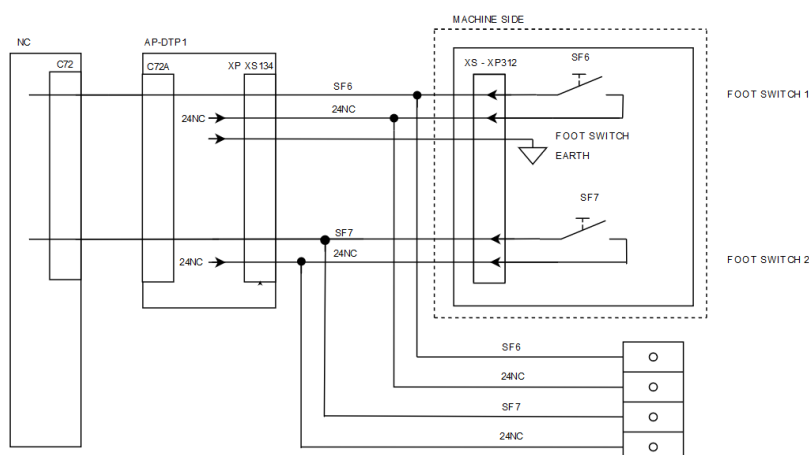 MACHINE SIDE
NC
AP-DTP1
C72
C72A
XP XS134
XS - XP312
SF6
SF6
FOOT SWITCH 1
24NC
24NC
FOOT SWITCH
EARTH
SF7
SF7
24NC
24NC
FOOT SWITCH 2
SF6
24NC
SF7
24NC